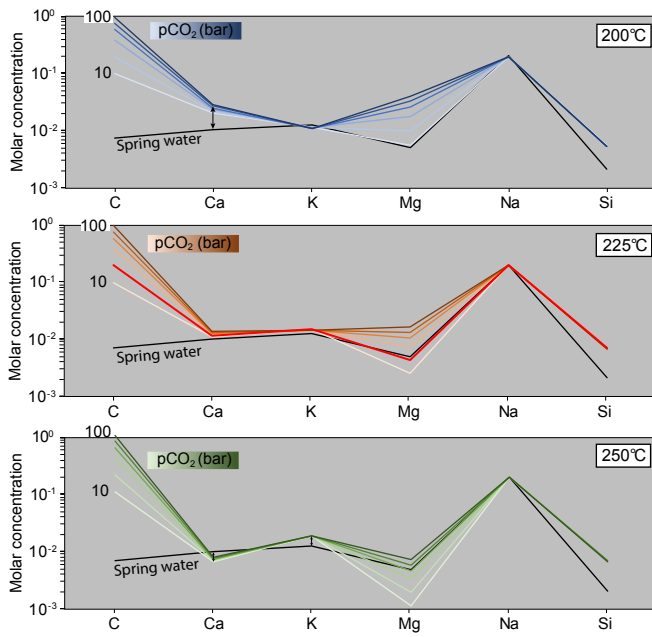 Molar concentration
10⁰
10⁻¹
10⁻²
10⁻³
100
10
pCO₂ (bar)
200℃
Spring water
C Ca K Mg Na Si
Molar concentration
10⁰
10⁻¹
10⁻²
10⁻³
100
10
pCO₂ (bar)
225℃
Spring water
C Ca K Mg Na Si
Molar concentration
10⁰
10⁻¹
10⁻²
10⁻³
100
10
pCO₂ (bar)
250℃
Spring water
C Ca K Mg Na Si